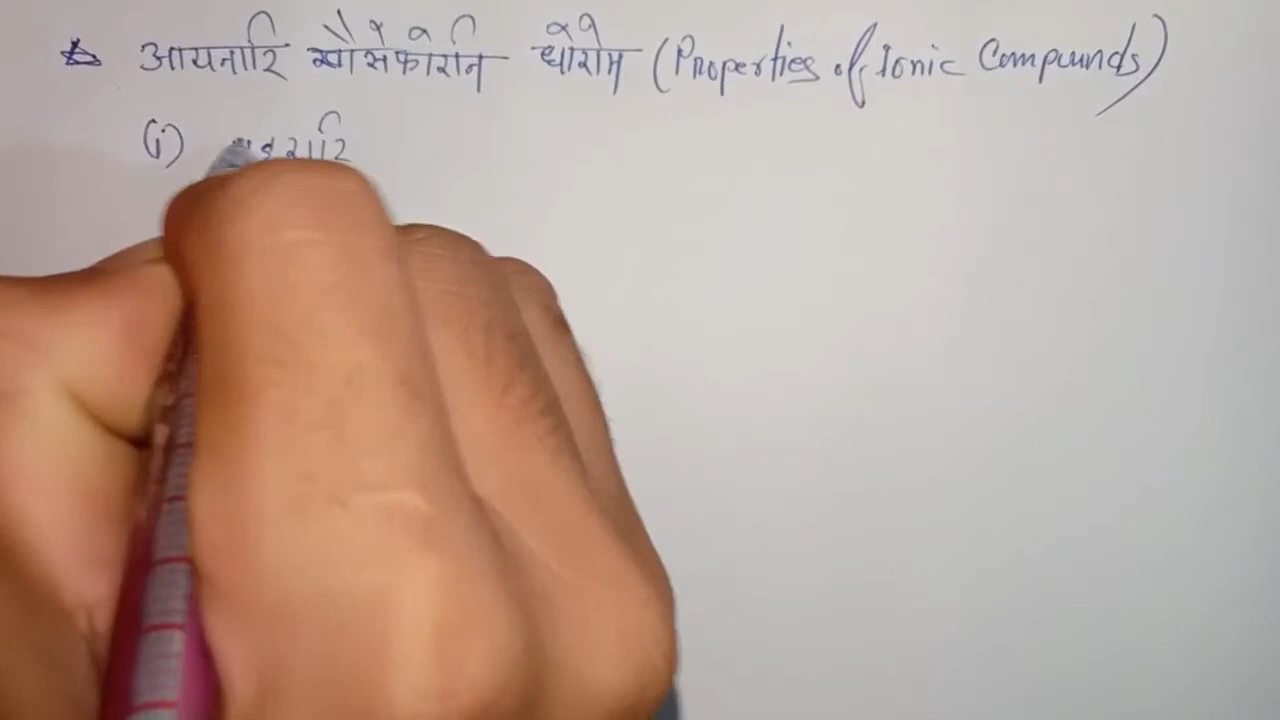 आयनारि खौसेफोरनि धोरोम (Properties of Ionic Compounds)
(i)